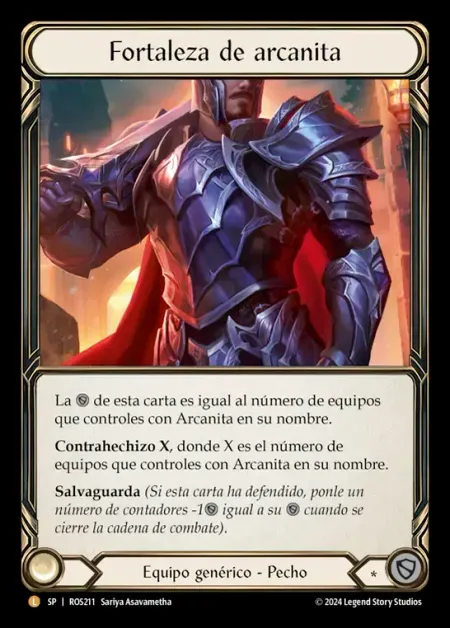 Fortaleza de arcanita
La de esta carta es igual al número de equipos
que controles con Arcanita en su nombre.
Contrahechizo X, donde X es el número de
equipos que controles con Arcanita en su nombre.
Salvaguarda (Si esta carta ha defendido, ponle un
número de contadores -1 igual a su cuando se
cierre la cadena de combate).
Equipo genérico - Pecho
*
L SP | ROS211 Sariya Asavametha
© 2024 Legend Story Studios